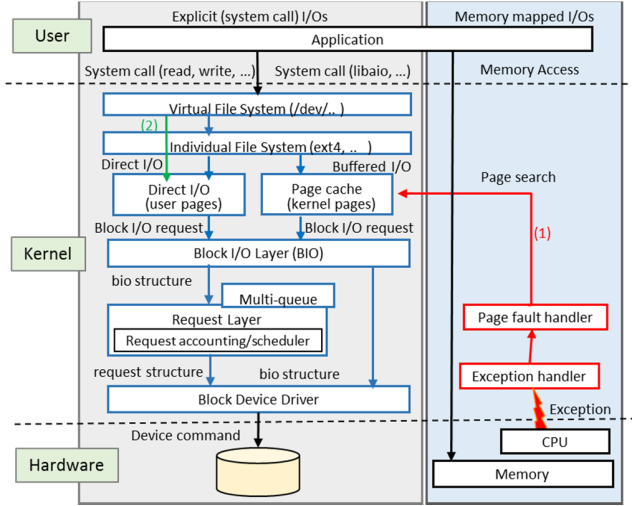 Explicit (system call) I/Os
Memory mapped I/Os
User
Application
System call (read, write, ...)
System call (libaio, ...)
Memory Access
Virtual File System (/dev/.. )
(2)
Individual File System (ext4, .. )
Direct I/O
Buffered I/O
Page search
Direct I/O
(user pages)
Page cache
(kernel pages)
Block I/O request
Block I/O request
(1)
Kernel
Block I/O Layer (BIO)
bio structure
Multi-queue
Request Layer
Page fault handler
Request accounting/scheduler
request structure
bio structure
Exception handler
Block Device Driver
Exception
Device command
CPU
Hardware
Memory